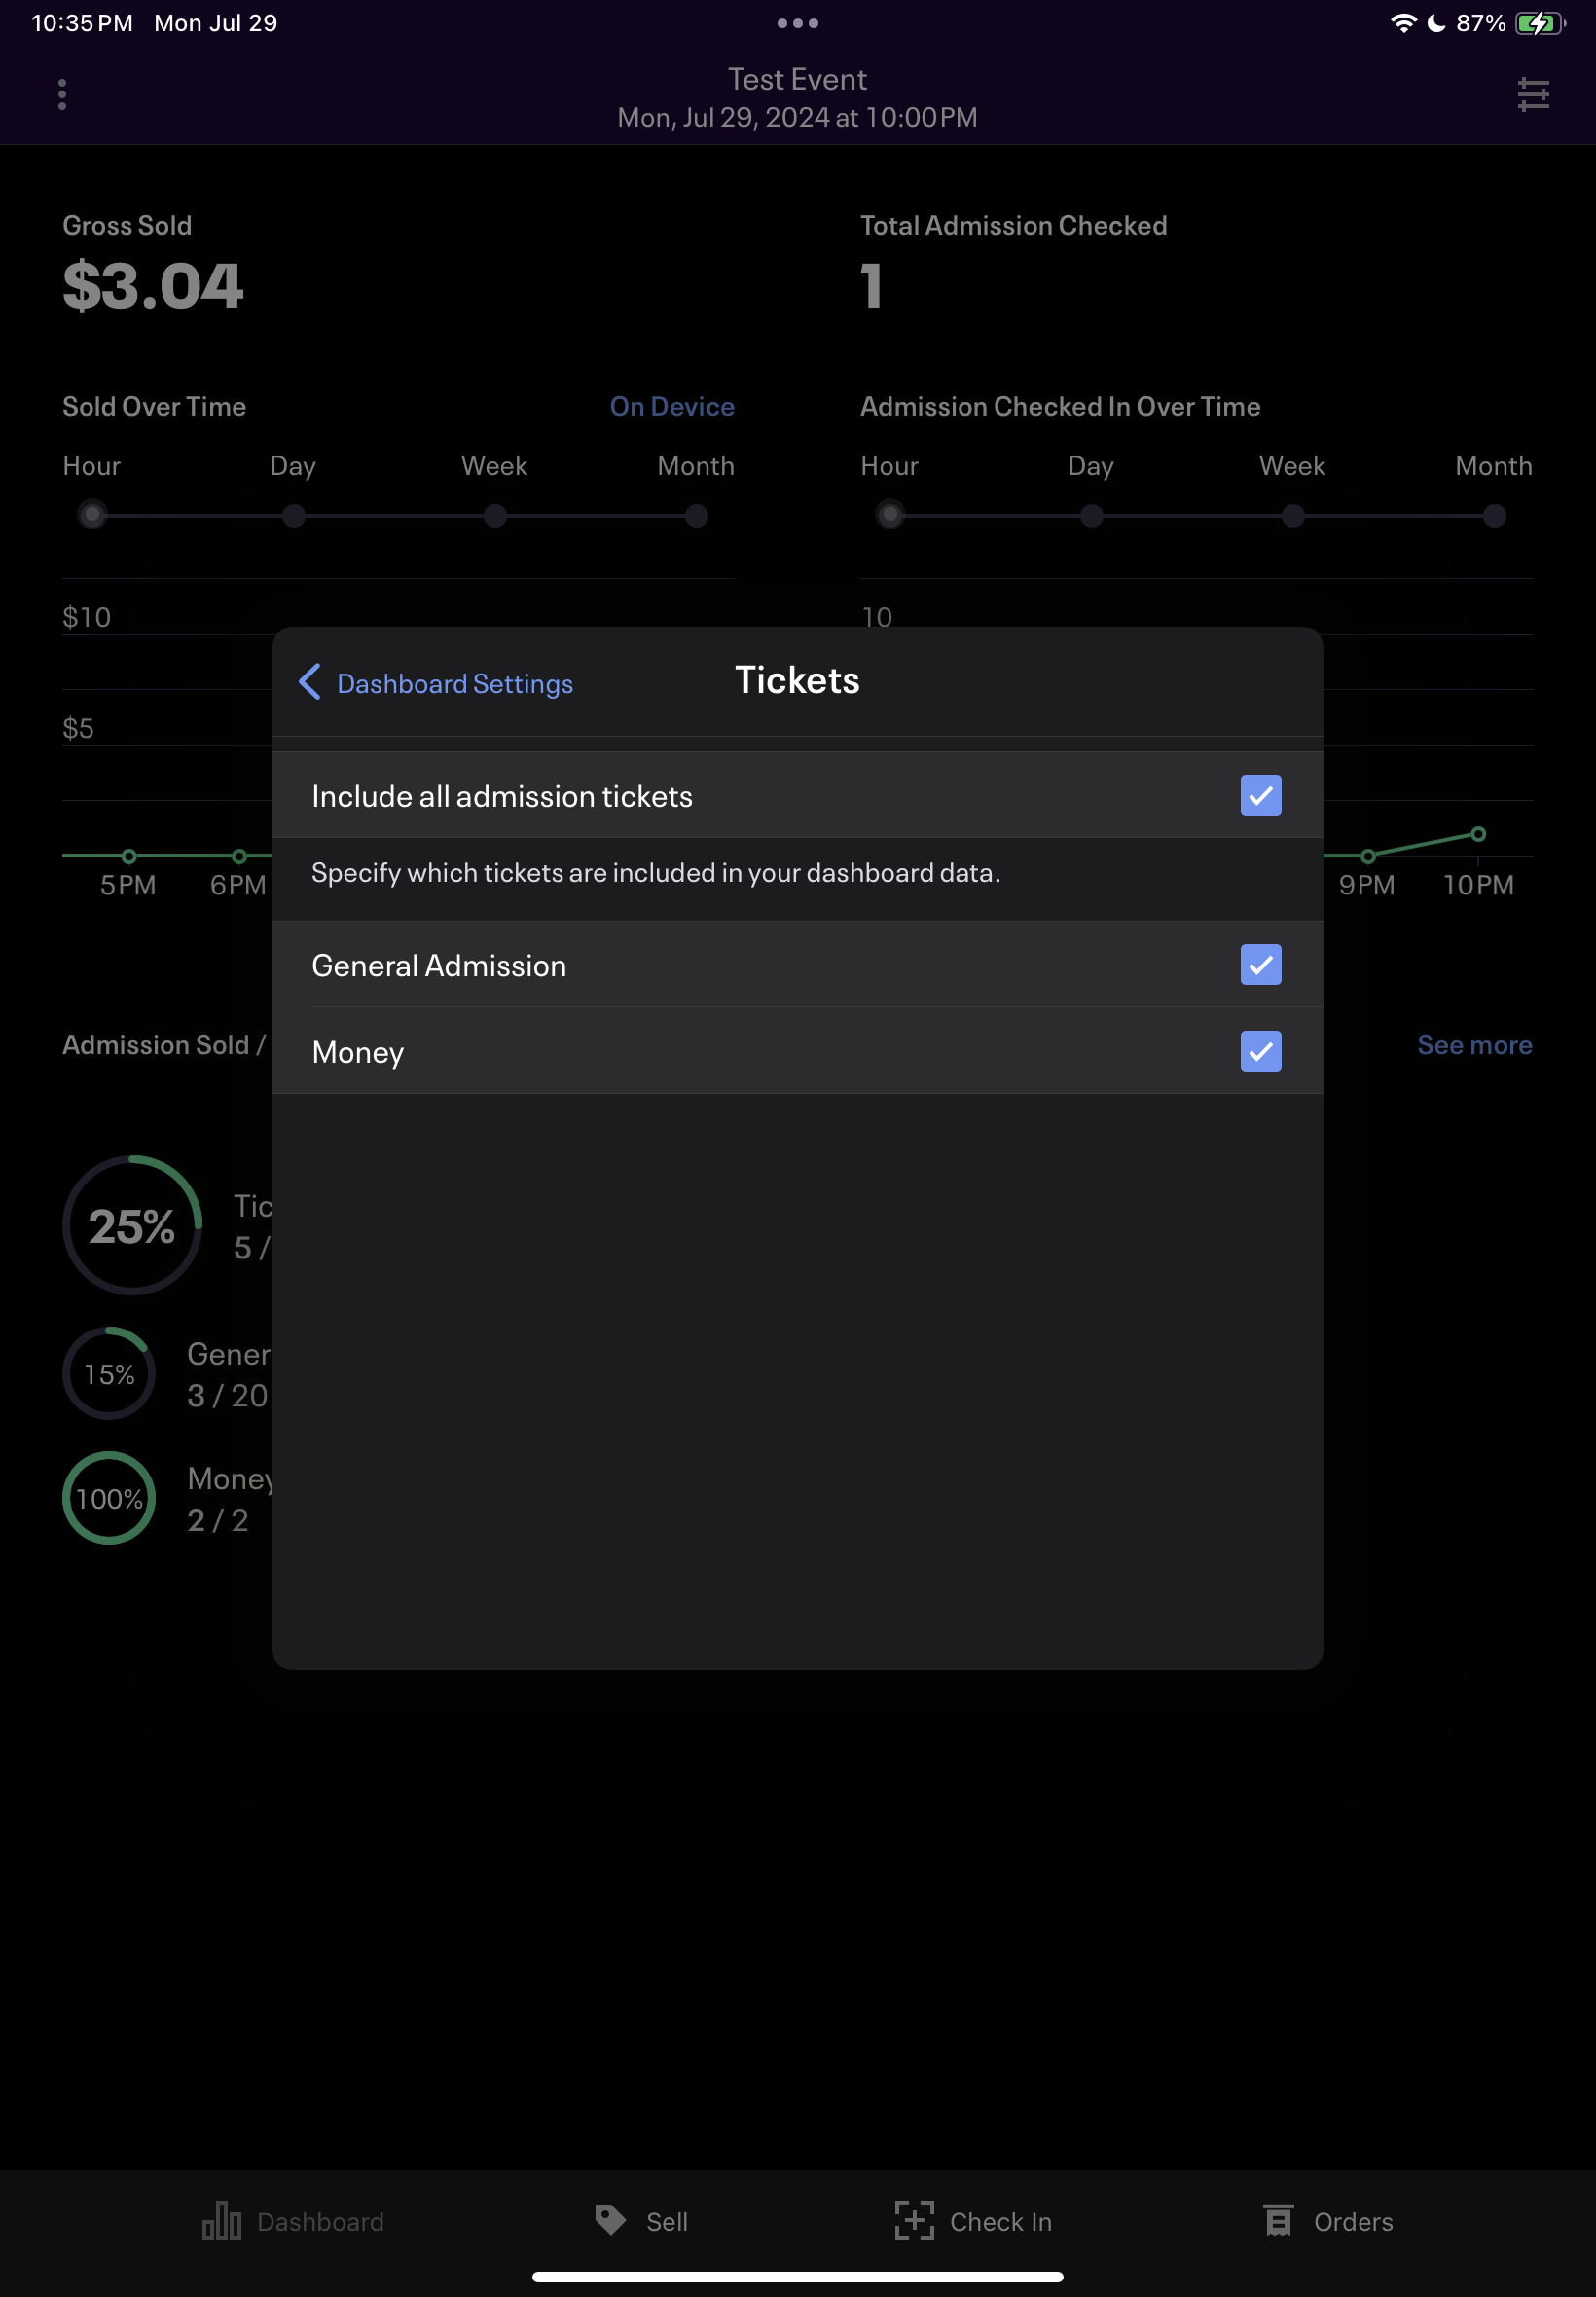 10:35 PM Mon Jul 29
87%
Test Event
Mon, Jul 29, 2024 at 10:00 PM
Gross Sold
$3.04
Total Admission Checked
1
Sold Over Time
On Device
Hour Day Week Month
$10
$5
5PM 6PM
Admission Checked In Over Time
Hour Day Week Month
10
9PM 10PM
Dashboard Settings
Tickets
Include all admission tickets
Specify which tickets are included in your dashboard data.
General Admission
Money
Admission Sold /
See more
25%
Tic
5 /
15%
Gener
3 / 20
100%
Money
2 / 2
Dashboard
Sell
Check In
Orders